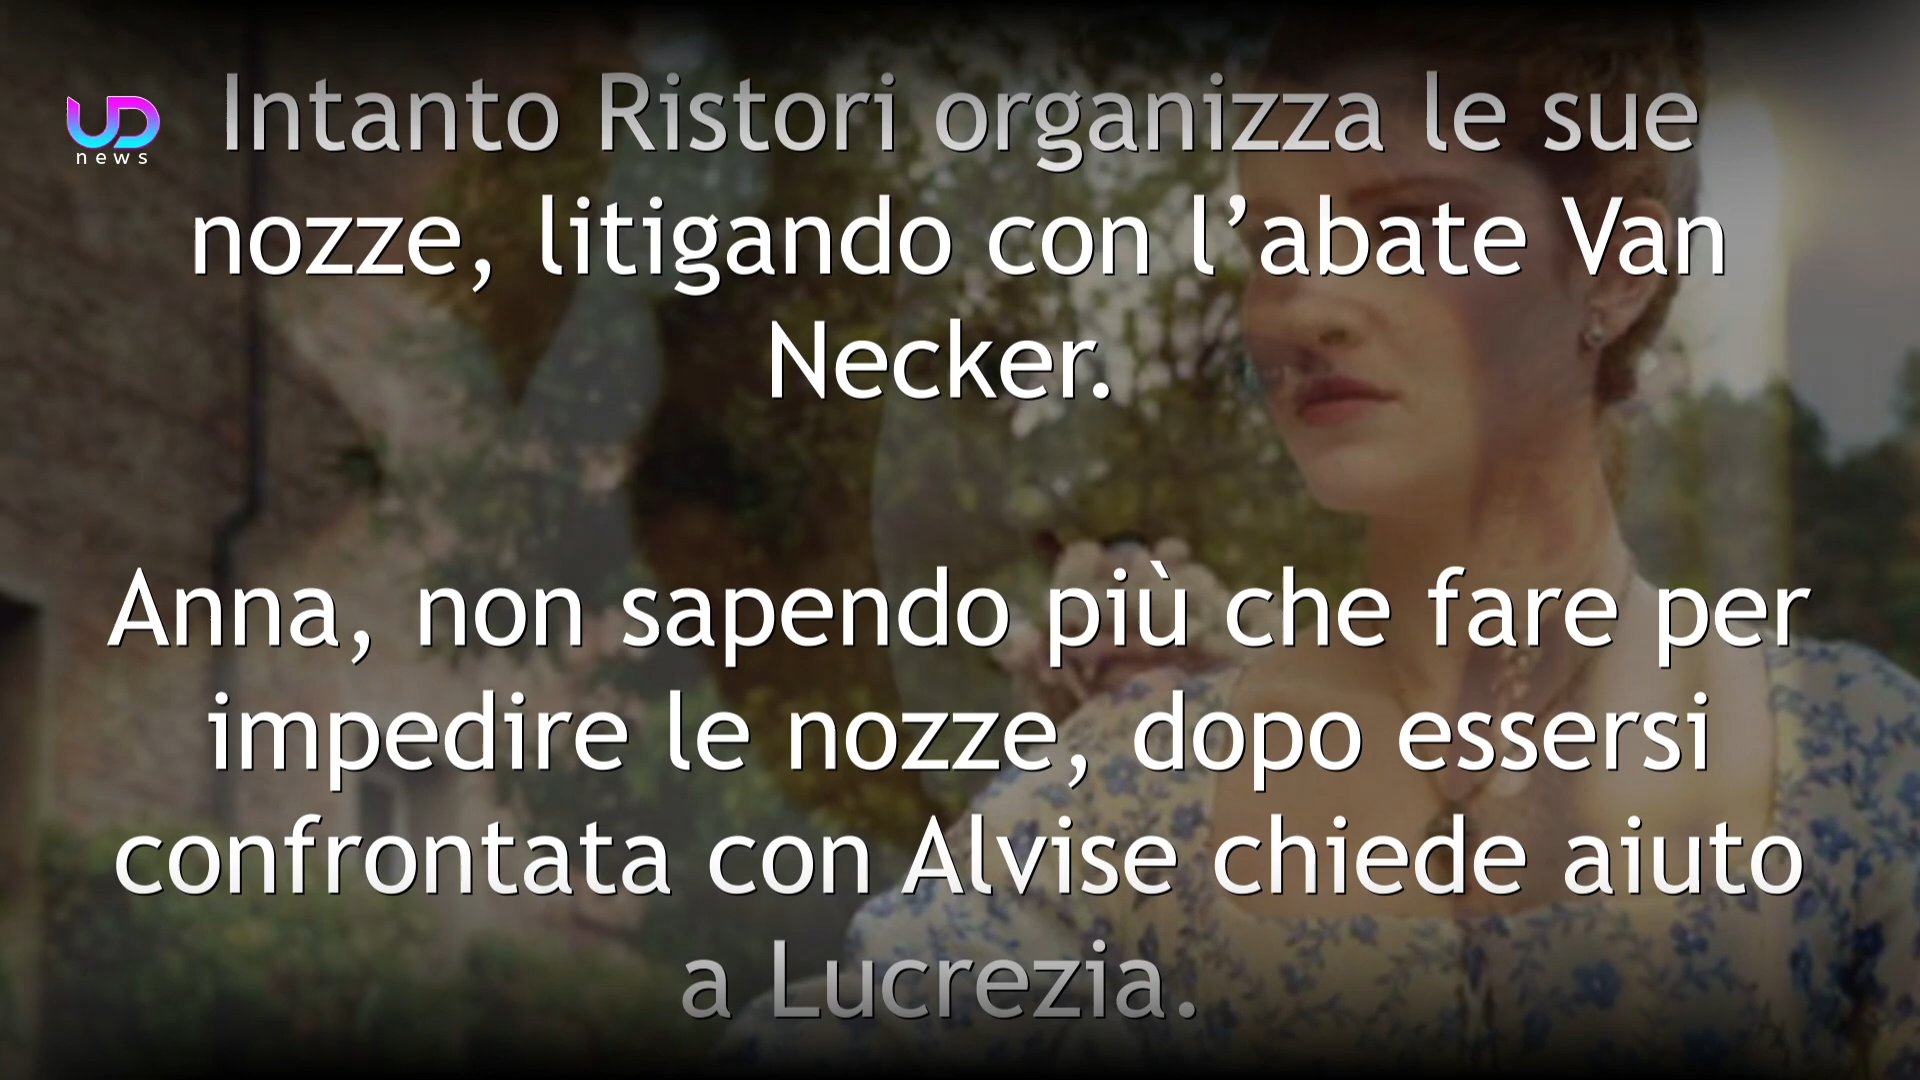 UD
news
Intanto Ristori organizza le sue
nozze, litigando con l’abate Van
Necker.
Anna, non sapendo più che fare per
impedire le nozze, dopo essersi
confrontata con Alvise chiede aiuto
a Lucrezia.